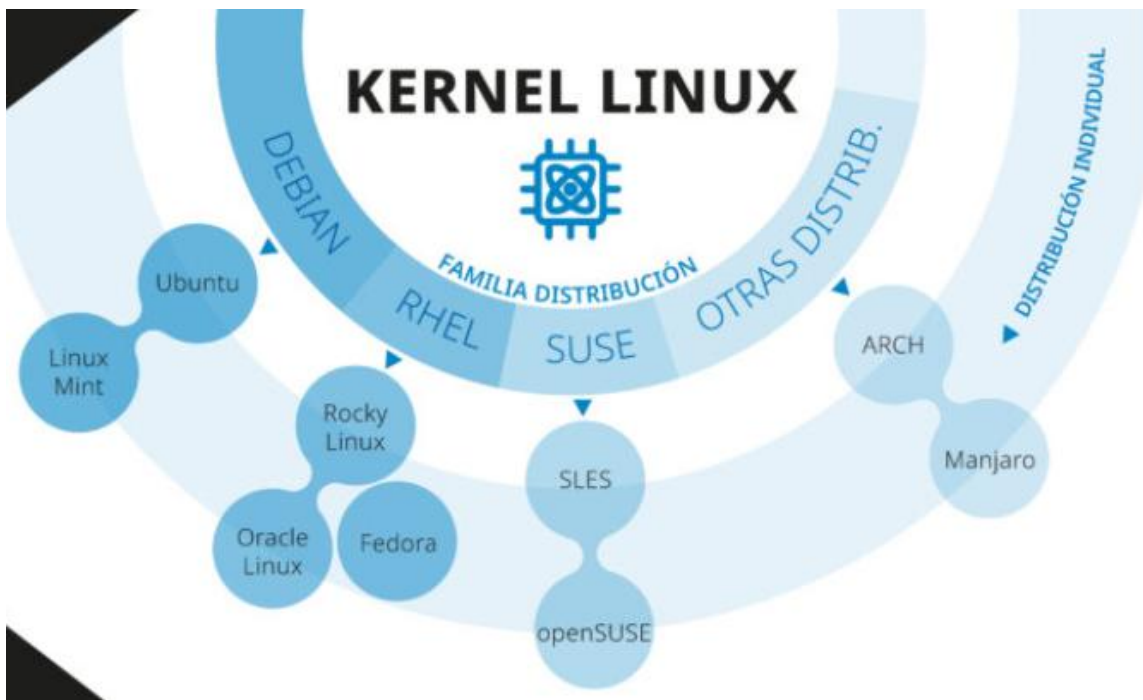 KERNEL LINUX
FAMILIA DISTRIBUCIÓN
DEBIAN
RHEL
SUSE
OTRAS DISTRIB.
DISTRIBUCIÓN INDIVIDUAL
Ubuntu
Linux
Mint
Rocky
Linux
Oracle
Linux
Fedora
SLES
openSUSE
ARCH
Manjaro